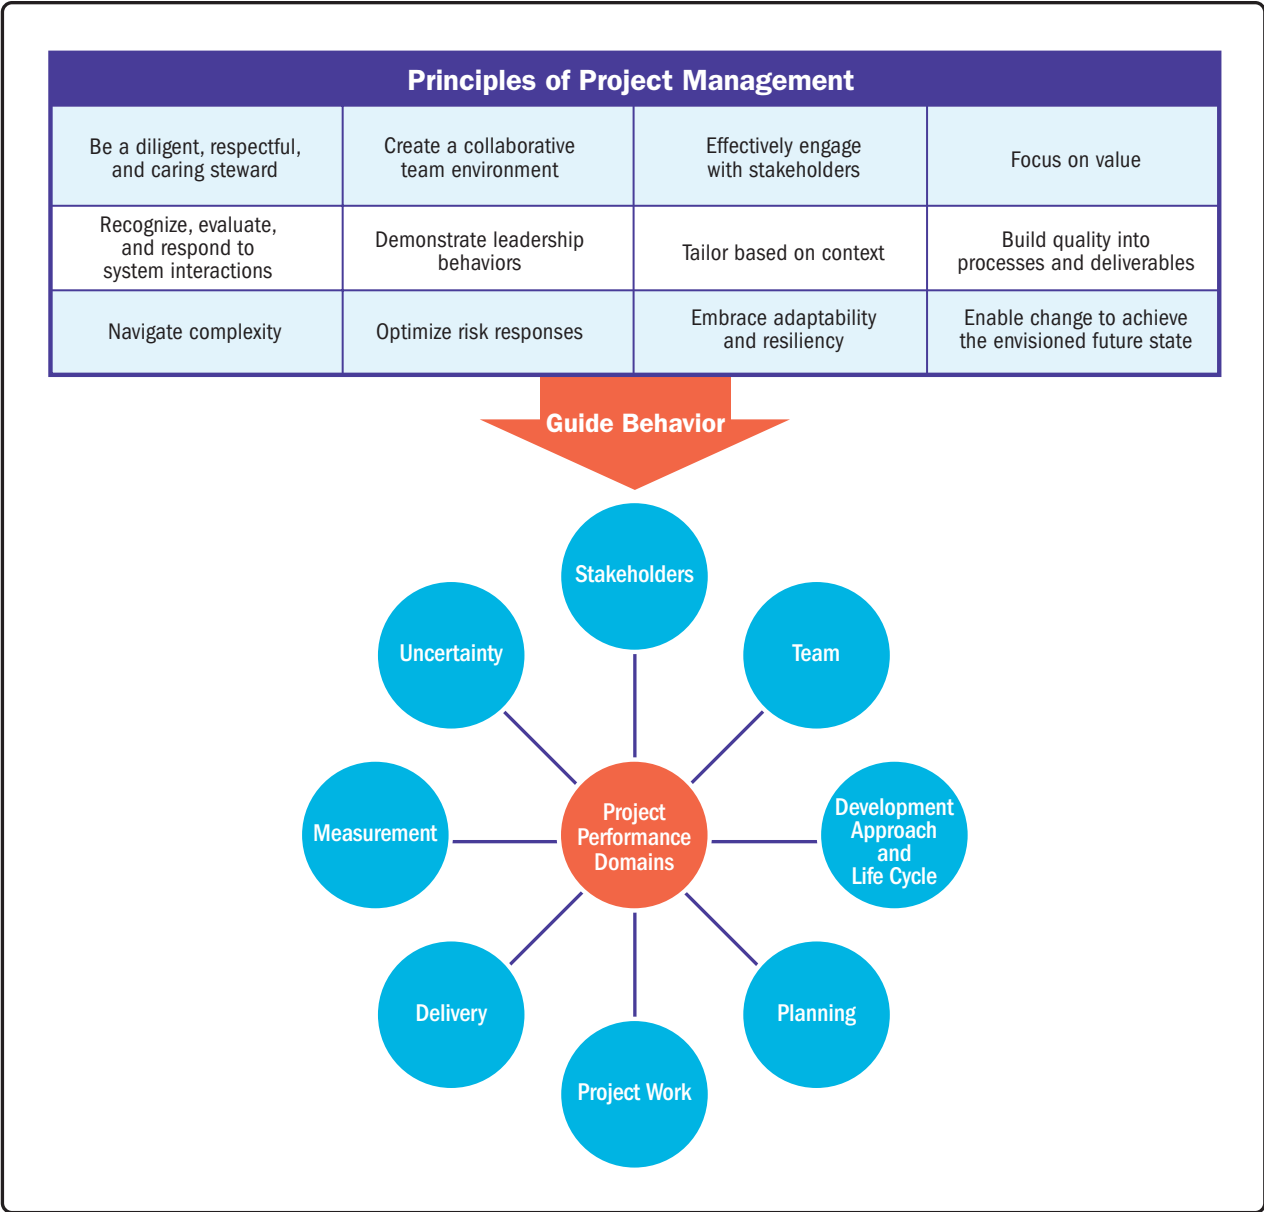 Principles of Project Management
Be a diligent, respectful,
and caring steward
Create a collaborative
team environment
Effectively engage
with stakeholders
Focus on value
Recognize, evaluate,
and respond to
system interactions
Demonstrate leadership
behaviors
Tailor based on context
Build quality into
processes and deliverables
Navigate complexity
Optimize risk responses
Embrace adaptability
and resiliency
Enable change to achieve
the envisioned future state
Guide Behavior
Stakeholders
Uncertainty
Team
Measurement
Project
Performance
Domains
Development
Approach
and
Life Cycle
Delivery
Planning
Project Work